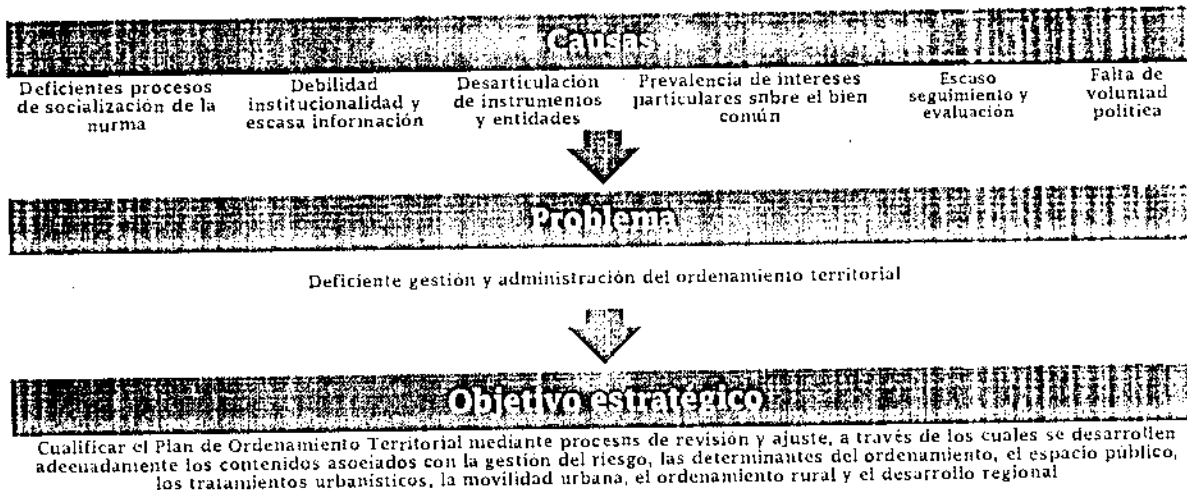 Causas
Deficientes procesos
de socialización de la
nurma
Debilidad
institucionalidad y
escasa información
Desarticulación
de instrumentos
y entidades
Prevalencia de intereses
particulares snbre el bien
común
Escaso
seguimiento y
evaluación
Falta de
voluntad
política
Problema
Deficiente gestión y administración del ordenamiento territorial
Objetivo estratégico
Cualificar el Plan de Ordenamiento Territorial mediante procesns de revisión y ajuste, a través de los cuales se desarrollen
adecuadamente los contenidos asociados con la gestión del riesgo, las determinantes del ordenamiento, el espacio público,
los tratamientos urbanísticos, la movilidad urbana, el ordenamiento rural y el desarrollo regional